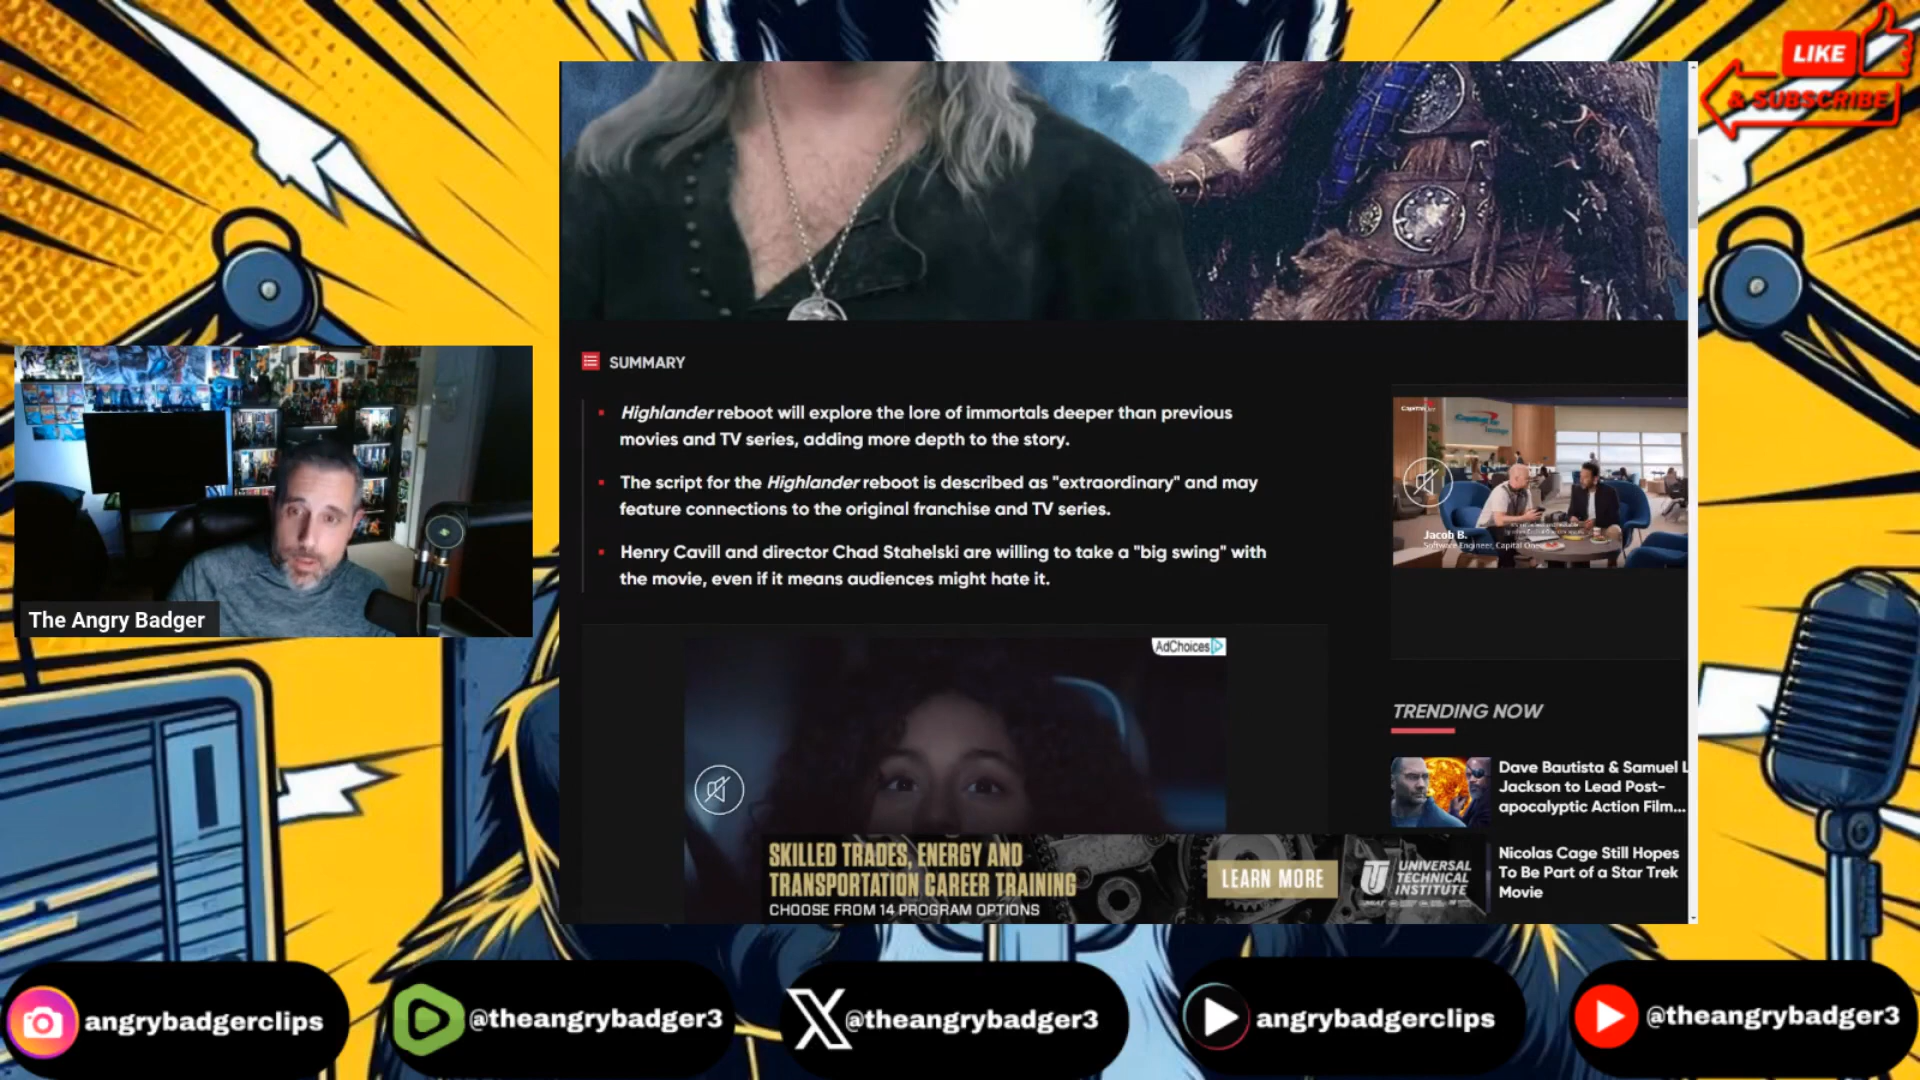 LIKE
& SUBSCRIBE
SUMMARY
Highlander reboot will explore the lore of immortals deeper than previous
movies and TV series, adding more depth to the story.
The script for the Highlander reboot is described as "extraordinary" and may
feature connections to the original franchise and TV series.
Henry Cavill and director Chad Stahelski are willing to take a "big swing" with
the movie, even if it means audiences might hate it.
The Angry Badger
Jacob B.
Software Engineer, Capital One
AdChoices
TRENDING NOW
Dave Bautista & Samuel L
Jackson to Lead Post-
apocalyptic Action Film...
Nicolas Cage Still Hopes
To Be Part of a Star Trek
Movie
SKILLED TRADES, ENERGY AND
TRANSPORTATION CAREER TRAINING
CHOOSE FROM 14 PROGRAM OPTIONS
LEARN MORE
UNIVERSAL
TECHNICAL
INSTITUTE
angrybadgerclips
@theangrybadger3
@theangrybadger3
angrybadgerclips
@theangrybadger3